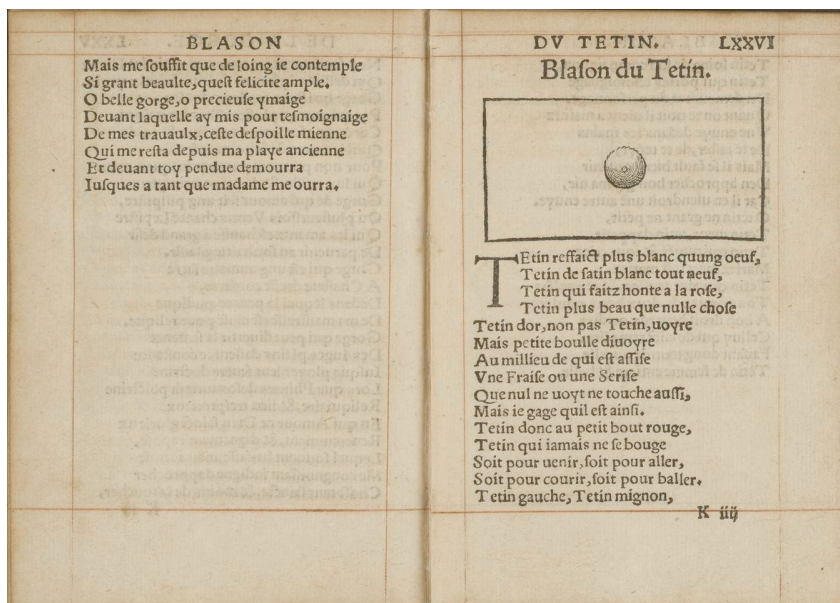 BLASON
Mais me souffit que de loing ie contemple
Si grant beaulte, quest felicite ample.
O belle gorge, o precieuse ymaige
Devant laquelle ay mis pour tesmoignaige
De mes travaulx, ceste despoille mienne
Qui me resta depuis ma playe ancienne
Et devant toy pendue demourra
Iusques a tant que madame me ourra.
DV TETIN. LXXVI
Blason du Tetin.
TEtin reffaict plus blanc quung oeuf,
Tetin de satin blanc tout neuf,
Tetin qui faitz honte a la rose,
Tetin plus beau que nulle chose
Tetin dor, non pas Tetin, uoyre
Mais petite boulle diuoyre
Au millieu de qui est assise
Vne Fraise ou une Serise
Que nul ne uoyt ne touche aussi,
Mais ie gage quil est ainsi.
Tetin donc au petit bout rouge,
Tetin qui iamais ne se bouge
Soit pour uenir, soit pour aller,
Soit pour courir, soit pour baller.
Tetin gauche, Tetin mignon,
K iiij